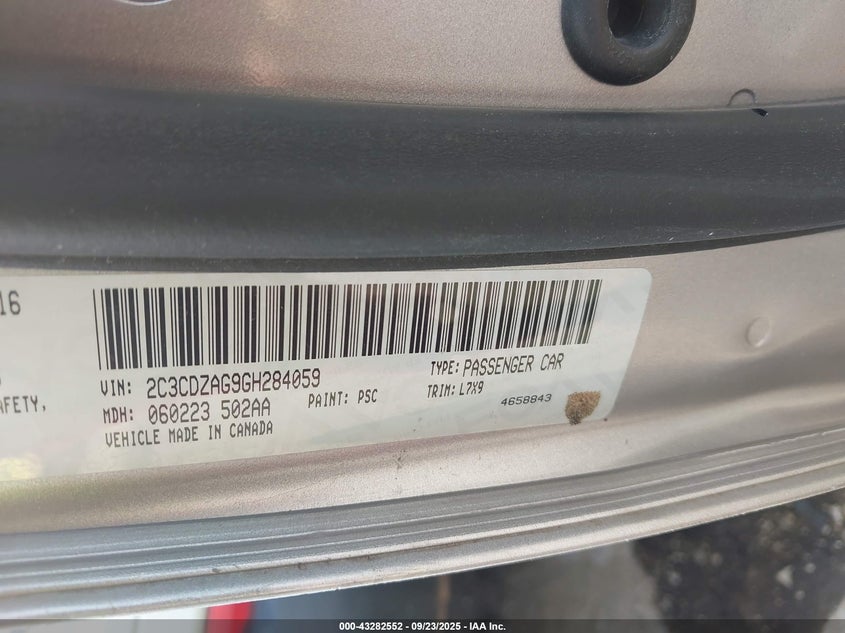 16
AFETY,
VIN: 2C3CDZAG9GH284059
TYPE: PASSENGER CAR
MDH: 060223 502AA
PAINT: PSC
TRIM: L7X9
VEHICLE MADE IN CANADA
4658843
000-43282552 - 09/23/2025 - IAA Inc.